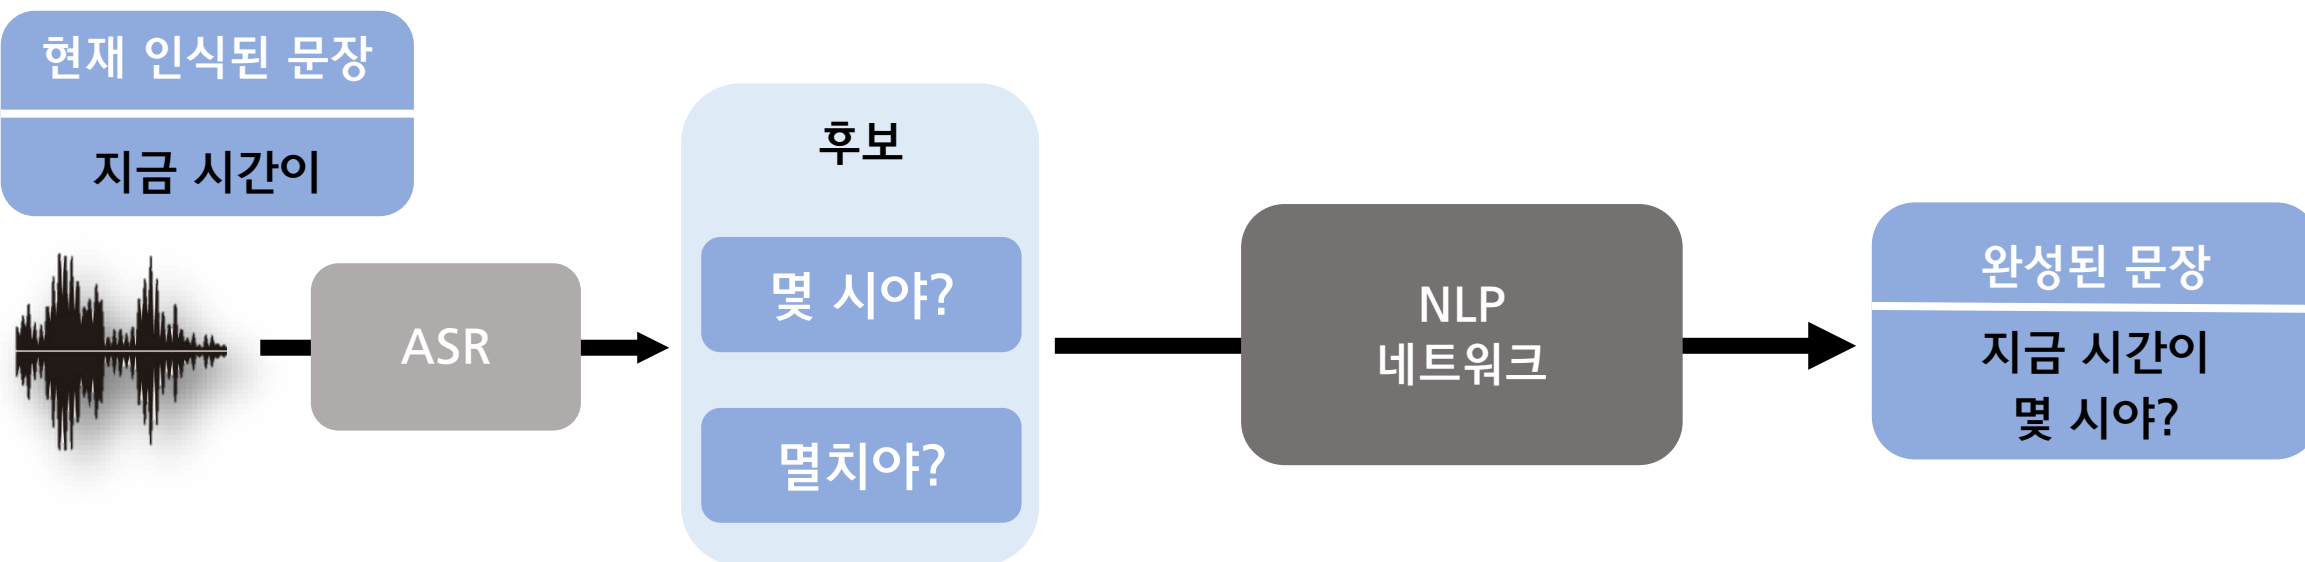 현재 인식된 문장
지금 시간이
ASR
후보
몇 시야?
멸치야?
NLP
네트워크
완성된 문장
지금 시간이
몇 시야?